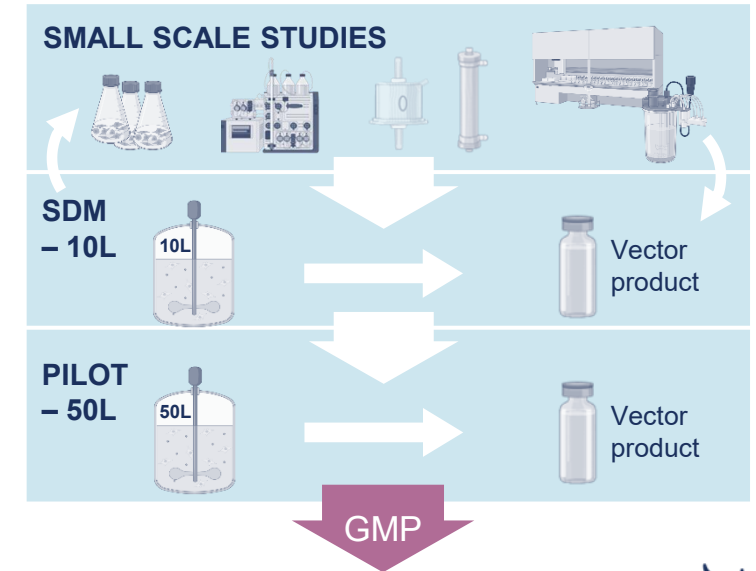 SMALL SCALE STUDIES
SDM
– 10L
10L
Vector
product
PILOT
– 50L
50L
Vector
product
GMP